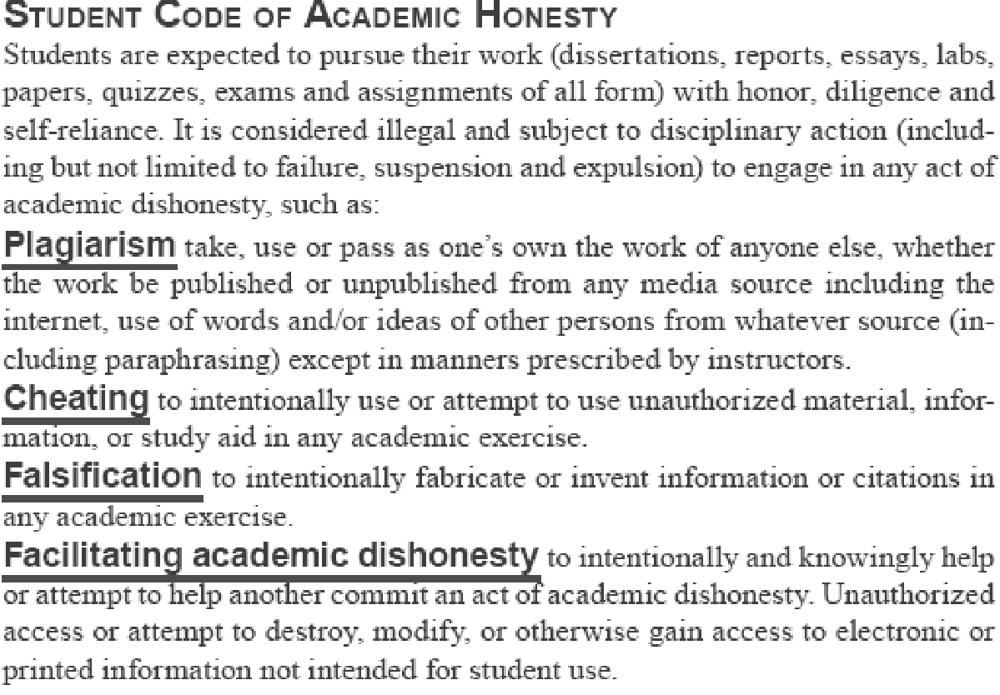 STUDENT CODE OF ACADEMIC HONESTY
Students are expected to pursue their work (dissertations, reports, essays, labs,
papers, quizzes, exams and assignments of all form) with honor, diligence and
self-reliance. It is considered illegal and subject to disciplinary action (includ-
ing but not limited to failure, suspension and expulsion) to engage in any act of
academic dishonesty, such as:
Plagiarism take, use or pass as one’s own the work of anyone else, whether
the work be published or unpublished from any media source including the
internet, use of words and/or ideas of other persons from whatever source (in-
cluding paraphrasing) except in manners prescribed by instructors.
Cheating to intentionally use or attempt to use unauthorized material, infor-
mation, or study aid in any academic exercise.
Falsification to intentionally fabricate or invent information or citations in
any academic exercise.
Facilitating academic dishonesty to intentionally and knowingly help
or attempt to help another commit an act of academic dishonesty. Unauthorized
access or attempt to destroy, modify, or otherwise gain access to electronic or
printed information not intended for student use.